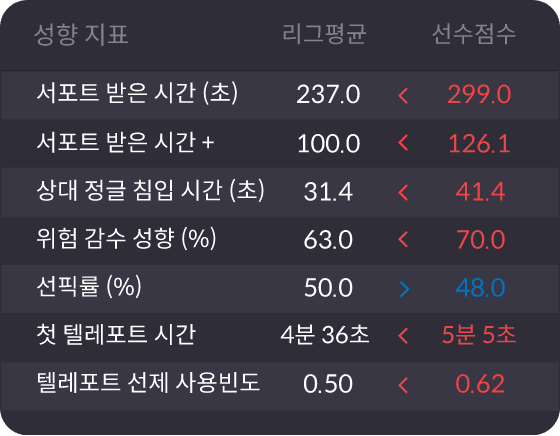 성향 지표 리그평균 선수점수
서포트 받은 시간 (초) 237.0 < 299.0
서포트 받은 시간 + 100.0 < 126.1
상대 정글 침입 시간 (초) 31.4 < 41.4
위험 감수 성향 (%) 63.0 < 70.0
선픽률 (%) 50.0 > 48.0
첫 텔레포트 시간 4분 36초 < 5분 5초
텔레포트 선제 사용빈도 0.50 < 0.62